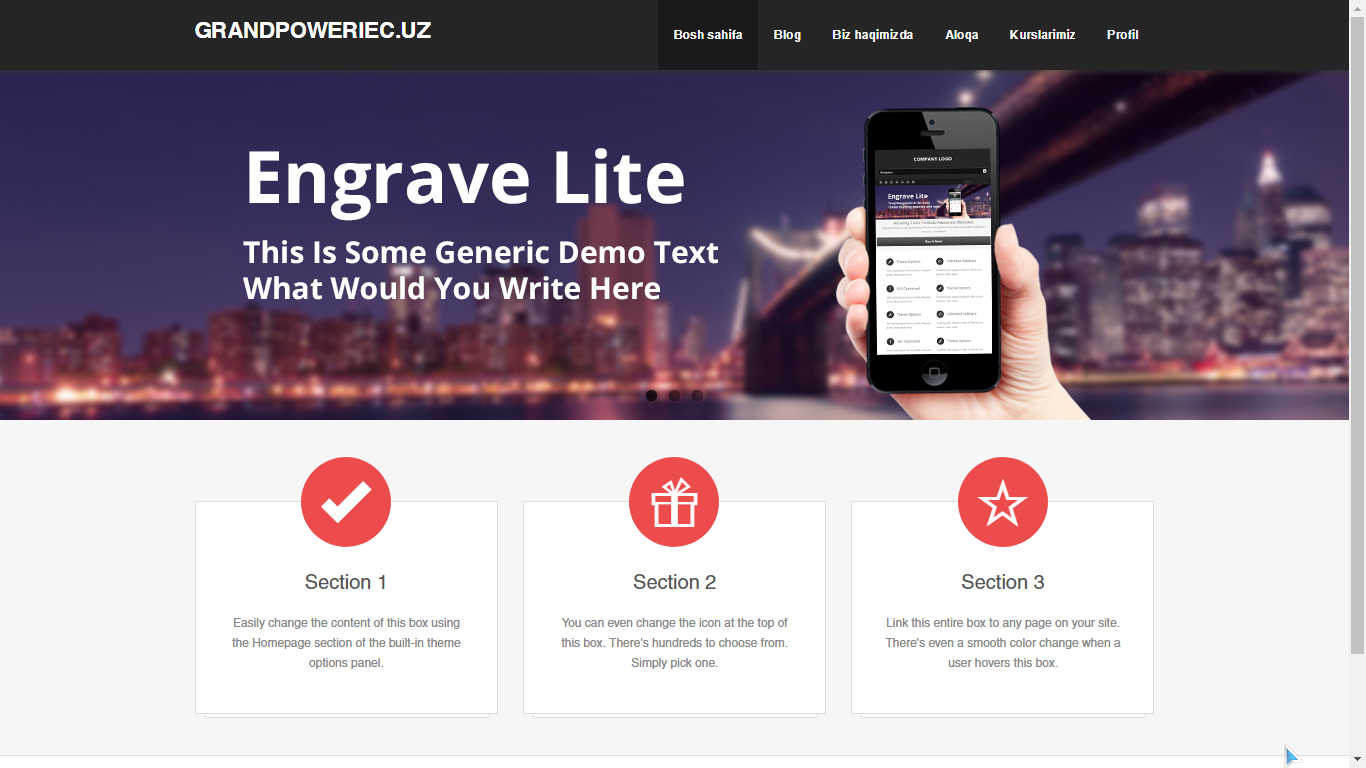 GRANDPOWERIEC.UZ
Bosh sahifa Blog Biz haqimizda Aloqa Kurslarimiz Profil
Engrave Lite
This Is Some Generic Demo Text
What Would You Write Here
COMPANY LOGO
Engrave Lite
Section 1
Easily change the content of this box using
the Homepage section of the built-in theme
options panel.
Section 2
You can even change the icon at the top of
this box. There's hundreds to choose from.
Simply pick one.
Section 3
Link this entire box to any page on your site.
There's even a smooth color change when a
user hovers this box.